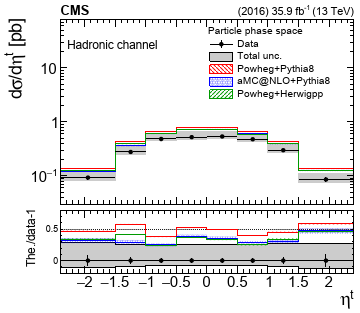 CMS (2016) 35.9 fb⁻¹ (13 TeV)
Particle phase space
Hadronic channel
Data
Total unc.
Powheg+Pythia8
aMC@NLO+Pythia8
Powheg+Herwigpp
dσ/dηᵗ [pb]
10
1
10⁻¹
The./data-1
0.5
0
−2 −1.5 −1 −0.5 0 0.5 1 1.5 2
ηᵗ